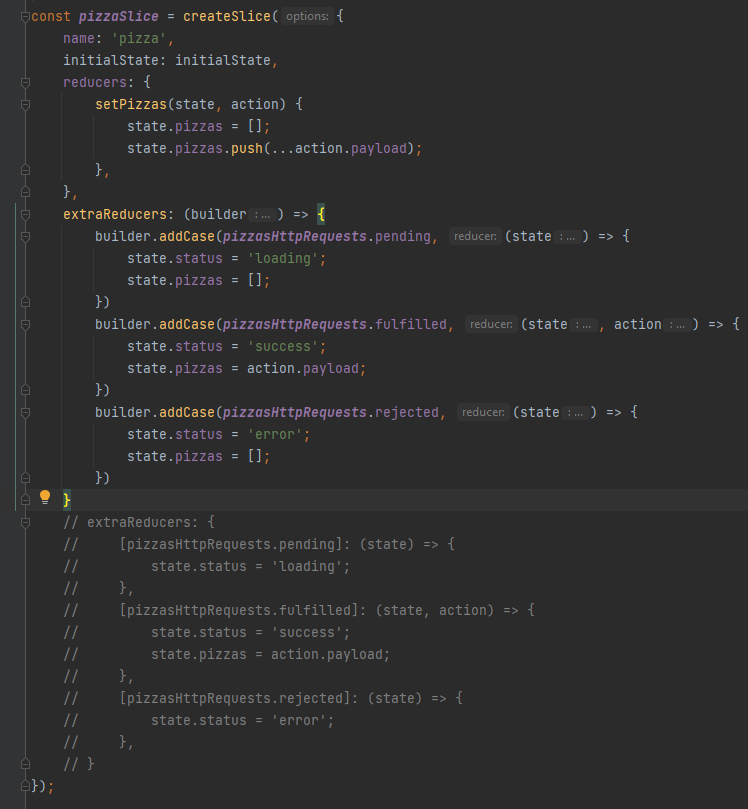 const pizzaSlice = createSlice( options: {
    name: 'pizza',
    initialState: initialState,
    reducers: {
        setPizzas(state, action) {
            state.pizzas = [];
            state.pizzas.push(...action.payload);
        },
    },
    extraReducers: (builder : ... ) => {
        builder.addCase(pizzasHttpRequests.pending, reducer: (state : ... ) => {
            state.status = 'loading';
            state.pizzas = [];
        })
        builder.addCase(pizzasHttpRequests.fulfilled, reducer: (state : ... , action : ... ) => {
            state.status = 'success';
            state.pizzas = action.payload;
        })
        builder.addCase(pizzasHttpRequests.rejected, reducer: (state : ... ) => {
            state.status = 'error';
            state.pizzas = [];
        })
    }
    // extraReducers: {
    //     [pizzasHttpRequests.pending]: (state) => {
    //         state.status = 'loading';
    //     },
    //     [pizzasHttpRequests.fulfilled]: (state, action) => {
    //         state.status = 'success';
    //         state.pizzas = action.payload;
    //     },
    //     [pizzasHttpRequests.rejected]: (state) => {
    //         state.status = 'error';
    //     },
    // }
});